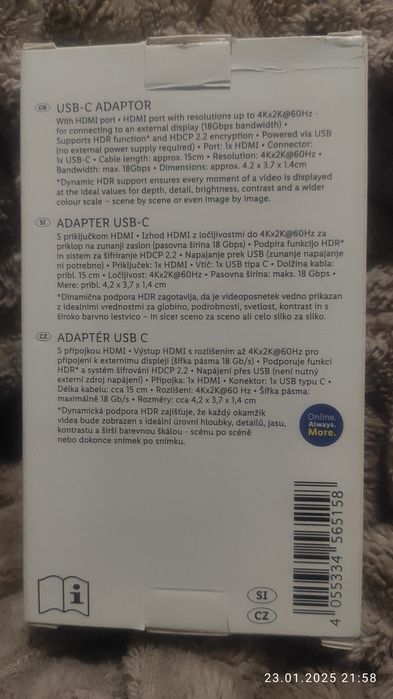 GB USB-C ADAPTOR
With HDMI port • HDMI port with resolutions up to 4Kx2K@60Hz -
for connecting to an external display (18Gbps bandwidth) •
Supports HDR function* and HDCP 2.2 encryption • Powered via USB
(no external power supply required) • Port: 1x HDMI • Connector:
1x USB-C • Cable length: approx. 15cm • Resolution: 4Kx2K@60Hz •
Bandwidth: max. 18Gbps • Dimensions: approx. 4.2 x 3.7 x 1.4cm
*Dynamic HDR support ensures every moment of a video is displayed
at the ideal values for depth, detail, brightness, contrast and a wider
colour scale – scene by scene or even image by image.
SI ADAPTER USB-C
S priključkom HDMI • Izhod HDMI z ločljivostmi do 4Kx2K@60Hz za
priklop na zunanji zaslon (pasovna širina 18 Gbps) • Podpira funkcijo HDR*
in sistem za šifriranje HDCP 2.2 • Napajanje prek USB (zunanje napajanje
ni potrebno) • Priključek: 1x HDMI • Vtič: 1x USB tipa C • Dolžina kabla:
pribl. 15 cm • Ločljivost: 4Kx2K@60Hz • Pasovna širina: maks. 18 Gbps •
Mere: pribl. 4,2 x 3,7 x 1,4 cm
*Dinamična podpora HDR zagotavlja, da je videoposnetek vedno prikazan
z idealnimi vrednostmi za globino, podrobnosti, svetlost, kontrast in s
široko barvno lestvico – in sicer sceno za sceno ali celo sliko za sliko.
CZ ADAPTÉR USB C
S přípojkou HDMI • Výstup HDMI s rozlišením až 4Kx2K@60Hz pro
připojení k externímu displeji (šířka pásma 18 Gb/s) • Podporuje funkci
HDR* a systém šifrování HDCP 2.2 • Napájení přes USB (není nutný
externí zdroj napájení) • Přípojka: 1x HDMI • Konektor: 1x USB typu C •
Délka kabelu: cca 15 cm • Rozlišení: 4Kx2K@60 Hz • Šířka pásma:
maximálně 18 Gb/s • Rozměry: cca 4,2 x 3,7 x 1,4 cm
*Dynamická podpora HDR zajišťuje, že každý okamžik
videa bude zobrazen s ideální úrovní hloubky, detailů, jasu,
kontrastu a širší barevnou škálou - scénu po scéně
nebo dokonce snímek po snímku.
Online.
Always.
More.
4 055334 565158
i
SI
CZ
23.01.2025 21:58